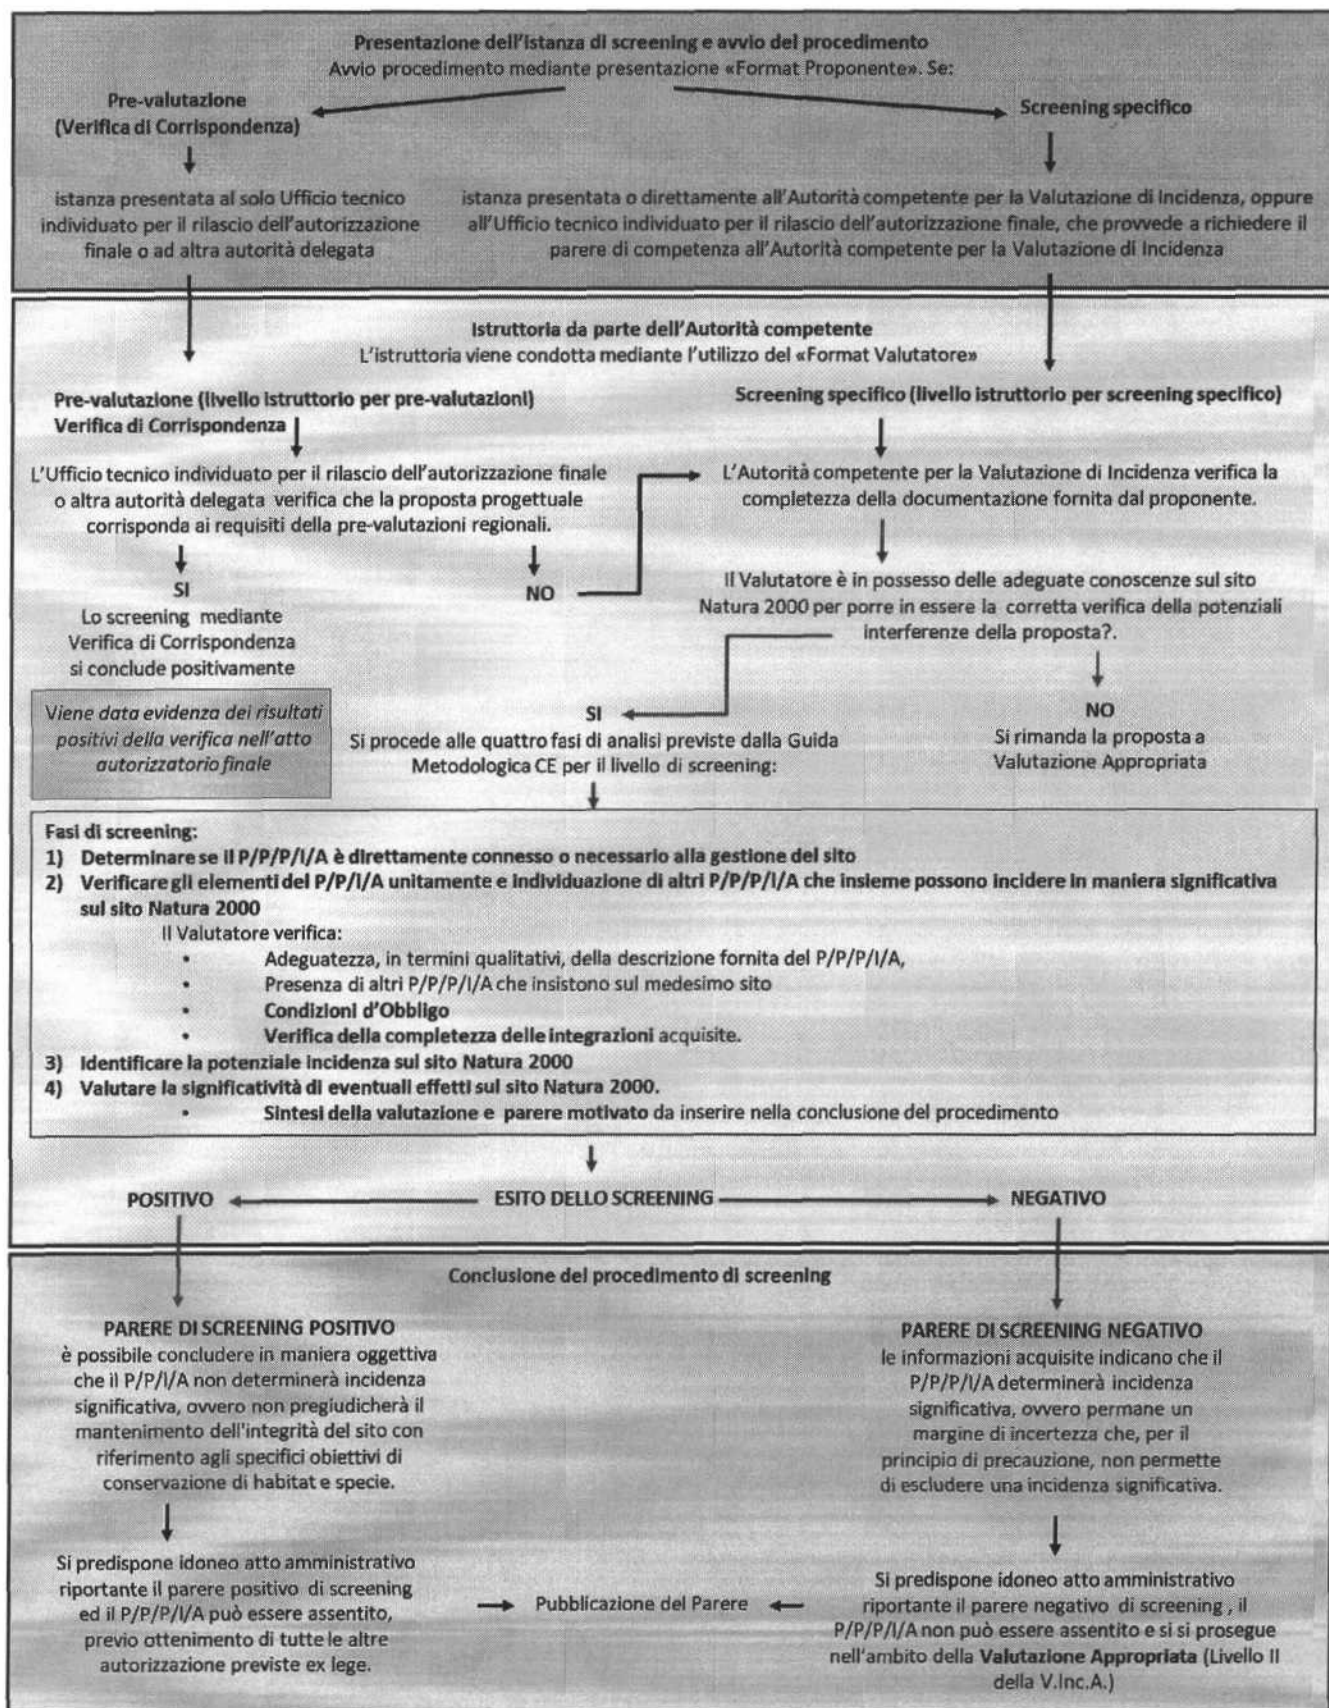 Presentazione dell'istanza di screening e avvio del procedimento
Avvio procedimento mediante presentazione «Format Proponente». Se:
Pre-valutazione
(Verifica di Corrispondenza)
Screening specifico
istanza presentata al solo Ufficio tecnico
individuato per il rilascio dell'autorizzazione
finale o ad altra autorità delegata
istanza presentata o direttamente all'Autorità competente per la Valutazione di Incidenza, oppure
all'Ufficio tecnico individuato per il rilascio dell'autorizzazione finale, che provvede a richiedere il
parere di competenza all'Autorità competente per la Valutazione di Incidenza
Istruttoria da parte dell'Autorità competente
L'istruttoria viene condotta mediante l'utilizzo del «Format Valutatore»
Pre-valutazione (livello istruttorio per pre-valutazioni)
Verifica di Corrispondenza
Screening specifico (livello istruttorio per screening specifico)
L'Ufficio tecnico individuato per il rilascio dell'autorizzazione finale
o altra autorità delegata verifica che la proposta progettuale
corrisponda ai requisiti della pre-valutazioni regionali.
L'Autorità competente per la Valutazione di Incidenza verifica la
completezza della documentazione fornita dal proponente.
SI
NO
Lo screening mediante
Verifica di Corrispondenza
si conclude positivamente
Il Valutatore è in possesso delle adeguate conoscenze sul sito
Natura 2000 per porre in essere la corretta verifica della potenziali
interferenze della proposta?.
Viene data evidenza dei risultati
positivi della verifica nell'atto
autorizzatorio finale
SI
Si procede alle quattro fasi di analisi previste dalla Guida
Metodologica CE per il livello di screening:
NO
Si rimanda la proposta a
Valutazione Appropriata
Fasi di screening:
1) Determinare se il P/P/P/I/A è direttamente connesso o necessario alla gestione del sito
2) Verificare gli elementi del P/P/I/A unitamente e individuazione di altri P/P/P/I/A che insieme possono incidere in maniera significativa
sul sito Natura 2000
Il Valutatore verifica:
• Adeguatezza, in termini qualitativi, della descrizione fornita del P/P/P/I/A,
• Presenza di altri P/P/P/I/A che insistono sul medesimo sito
• Condizioni d'Obbligo
• Verifica della completezza delle integrazioni acquisite.
3) Identificare la potenziale incidenza sul sito Natura 2000
4) Valutare la significatività di eventuali effetti sul sito Natura 2000.
• Sintesi della valutazione e parere motivato da inserire nella conclusione del procedimento
POSITIVO
ESITO DELLO SCREENING
NEGATIVO
Conclusione del procedimento di screening
PARERE DI SCREENING POSITIVO
è possibile concludere in maniera oggettiva
che il P/P/I/A non determinerà incidenza
significativa, ovvero non pregiudicherà il
mantenimento dell'integrità del sito con
riferimento agli specifici obiettivi di
conservazione di habitat e specie.
PARERE DI SCREENING NEGATIVO
le informazioni acquisite indicano che il
P/P/P/I/A determinerà incidenza
significativa, ovvero permane un
margine di incertezza che, per il
principio di precauzione, non permette
di escludere una incidenza significativa.
Si predispone idoneo atto amministrativo
riportante il parere positivo di screening
ed il P/P/P/I/A può essere assentito,
previo ottenimento di tutte le altre
autorizzazione previste ex lege.
Pubblicazione del Parere
Si predispone idoneo atto amministrativo
riportante il parere negativo di screening , il
P/P/P/I/A non può essere assentito e si si prosegue
nell'ambito della Valutazione Appropriata (Livello II
della V.Inc.A.)